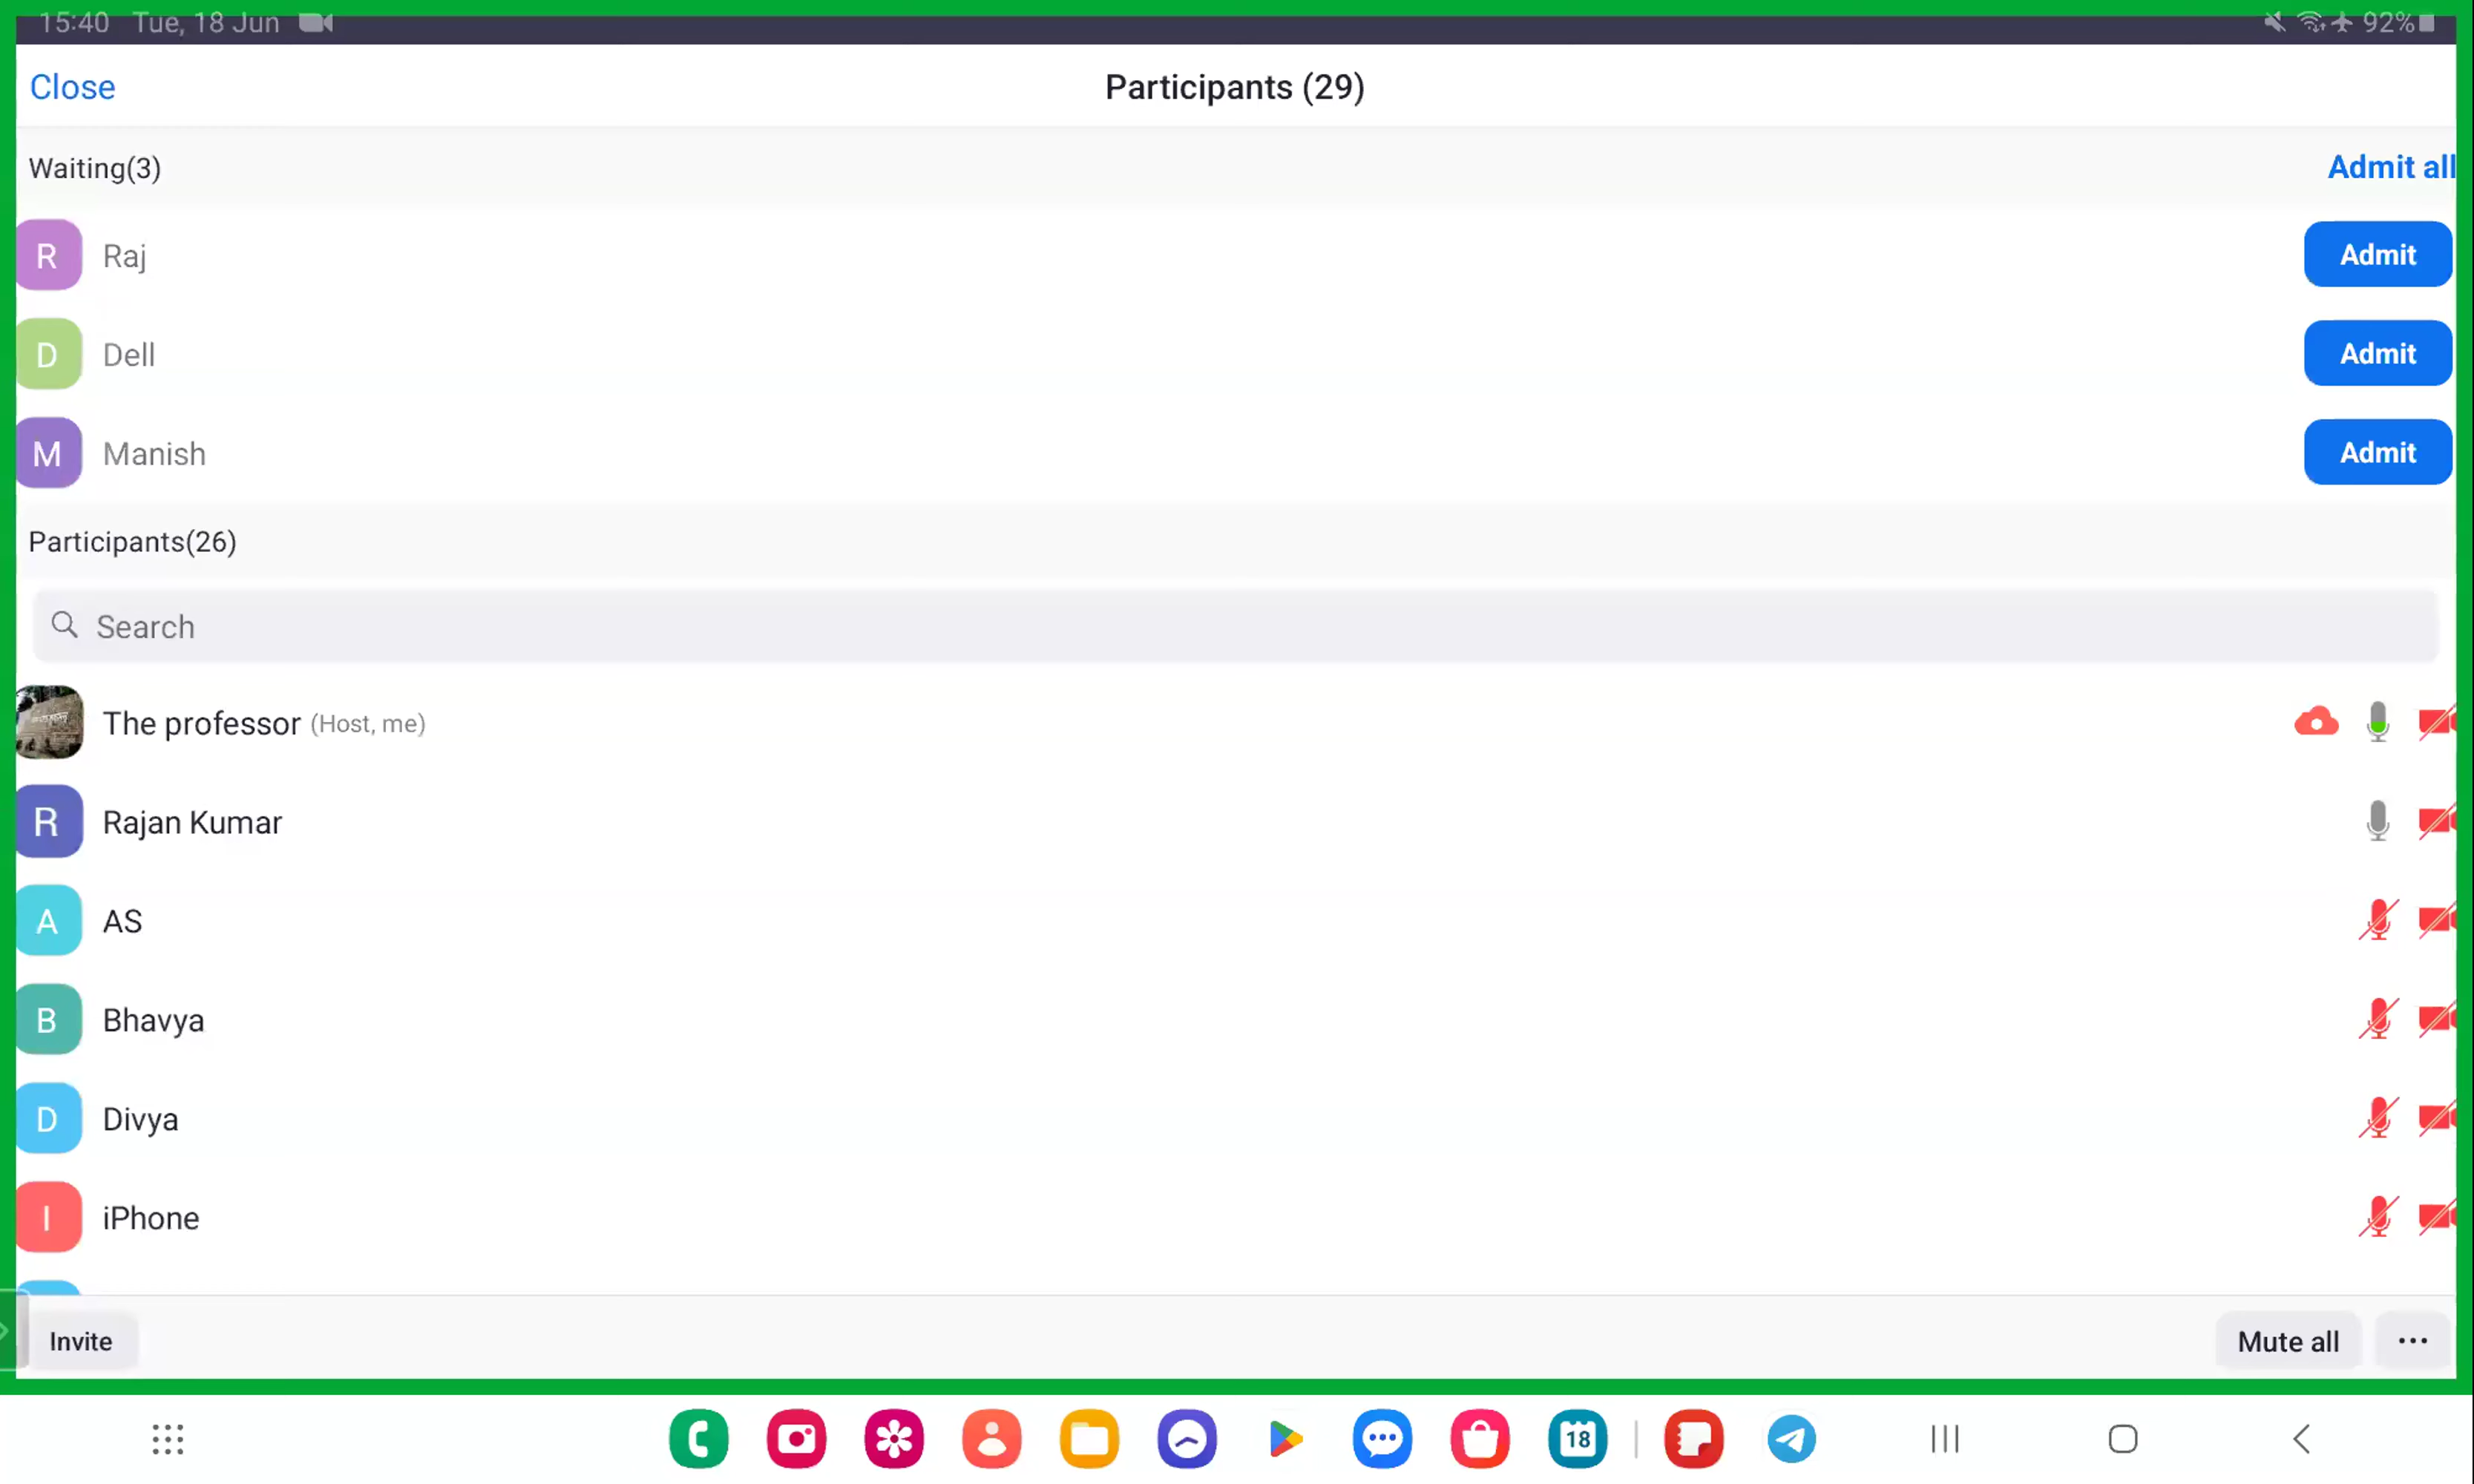 15:40 Tue, 18 Jun 92%
Close Participants (29)
Waiting(3) Admit all
R Raj Admit
D Dell Admit
M Manish Admit
Participants(26)
Search
The professor (Host, me)
R Rajan Kumar
A AS
B Bhavya
D Divya
I iPhone
Invite Mute all
18